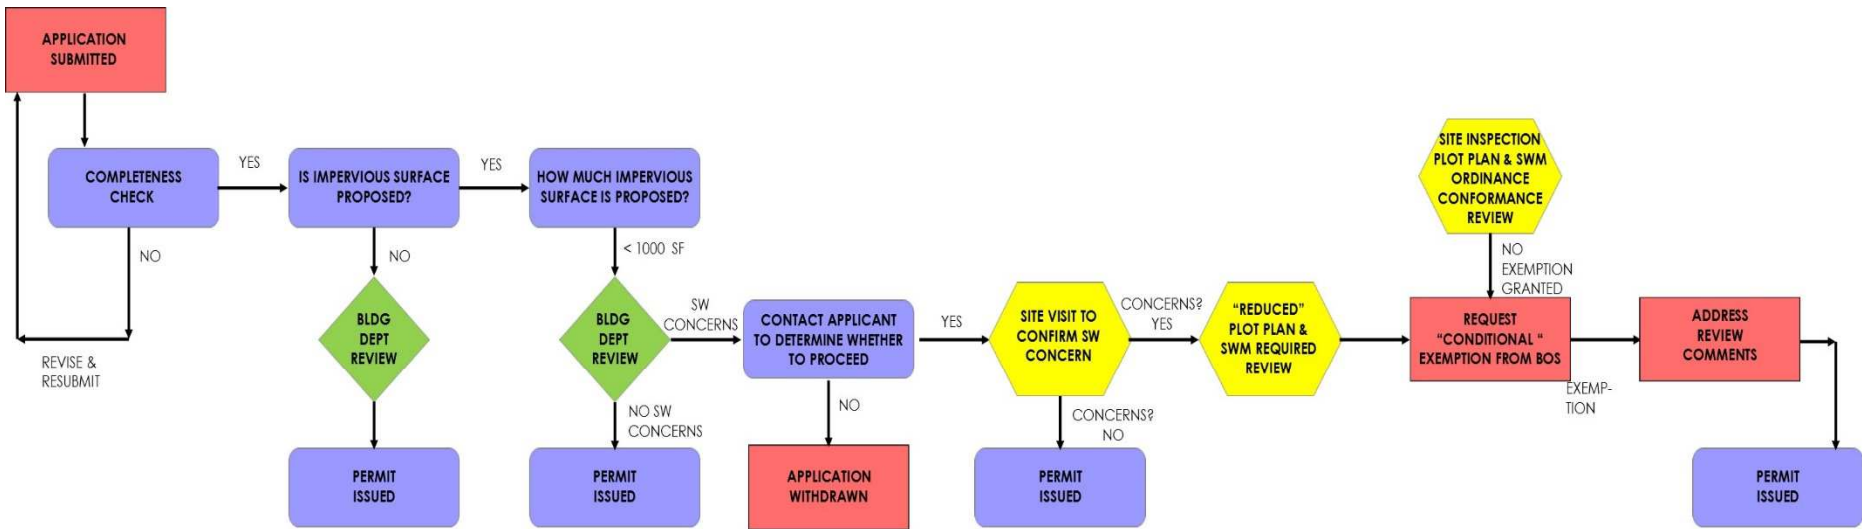 APPLICATION
SUBMITTED
COMPLETENESS
CHECK
YES
NO
REVISE &
RESUBMIT
IS IMPERVIOUS SURFACE
PROPOSED?
YES
NO
BLDG
DEPT
REVIEW
PERMIT
ISSUED
HOW MUCH IMPERVIOUS
SURFACE IS PROPOSED?
< 1000 SF
BLDG
DEPT
REVIEW
SW
CONCERNS
NO SW
CONCERNS
PERMIT
ISSUED
CONTACT APPLICANT
TO DETERMINE WHETHER
TO PROCEED
YES
NO
APPLICATION
WITHDRAWN
SITE VISIT TO
CONFIRM SW
CONCERN
CONCERNS?
YES
CONCERNS?
NO
PERMIT
ISSUED
"REDUCED"
PLOT PLAN &
SWM REQUIRED
REVIEW
SITE INSPECTION
PLOT PLAN & SWM
ORDINANCE
CONFORMANCE
REVIEW
NO
EXEMPTION
GRANTED
REQUEST
"CONDITIONAL "
EXEMPTION FROM BOS
EXEMP-
TION
ADDRESS
REVIEW
COMMENTS
PERMIT
ISSUED